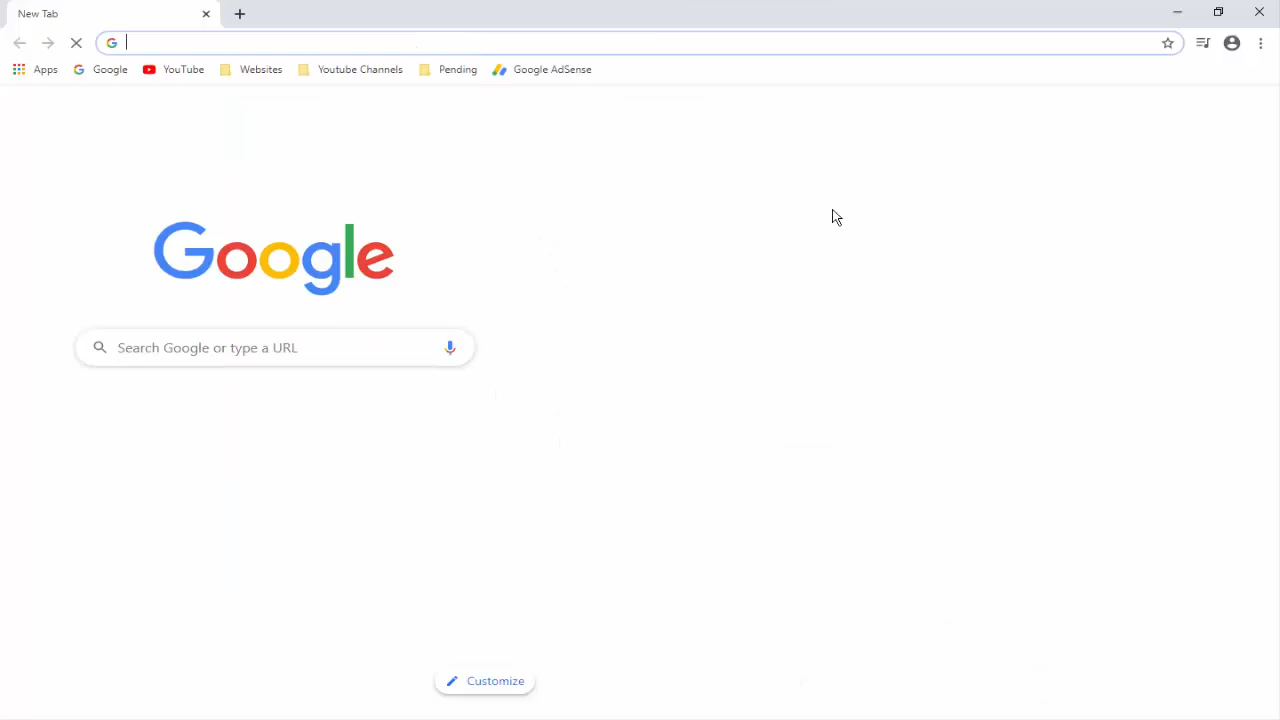 New Tab
Apps Google YouTube Websites Youtube Channels Pending Google AdSense
Google
Search Google or type a URL
Customize